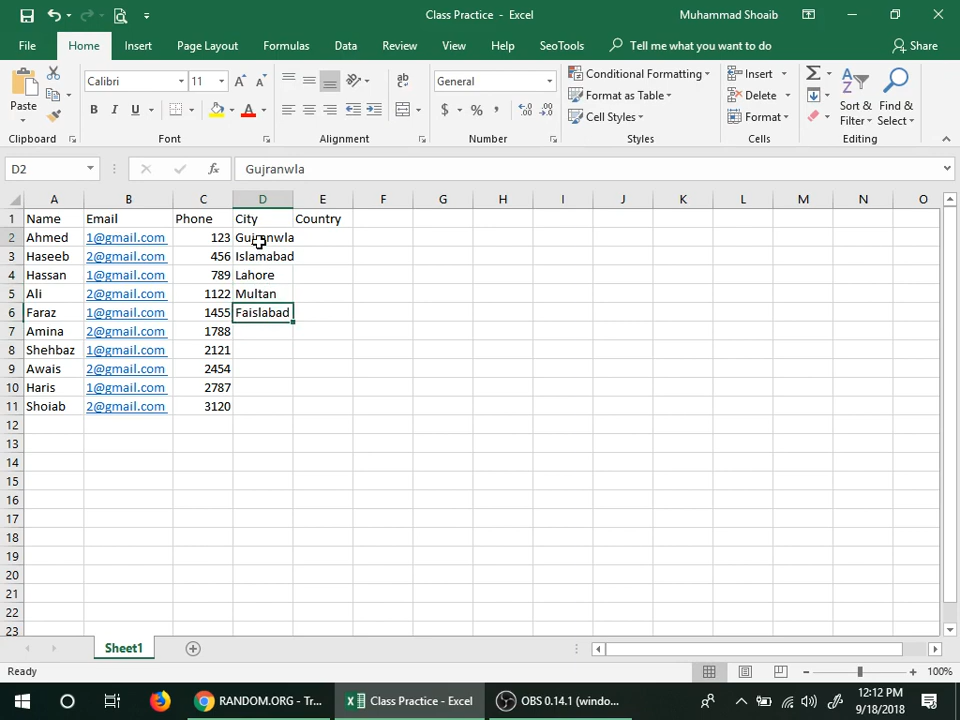 Class Practice - Excel
Muhammad Shoaib
File Home Insert Page Layout Formulas Data Review View Help SeoTools Tell me what you want to do Share
Paste Calibri 11 General Conditional Formatting Insert
B I U $ % , Format as Table Delete Sort & Find &
Cell Styles Format Filter Select
Clipboard Font Alignment Number Styles Cells Editing
D2 fx Gujranwla
A B C D E F G H I J K L M N O
1 Name Email Phone City Country
2 Ahmed 1@gmail.com 123 Gujranwla
3 Haseeb 2@gmail.com 456 Islamabad
4 Hassan 1@gmail.com 789 Lahore
5 Ali 2@gmail.com 1122 Multan
6 Faraz 1@gmail.com 1455 Faislabad
7 Amina 2@gmail.com 1788
8 Shehbaz 1@gmail.com 2121
9 Awais 2@gmail.com 2454
10 Haris 1@gmail.com 2787
11 Shoiab 2@gmail.com 3120
12
13
14
15
16
17
18
19
20
21
22
23
Sheet1
Ready 100%
RANDOM.ORG - Tr... Class Practice - Excel OBS 0.14.1 (windo... 12:12 PM
9/18/2018